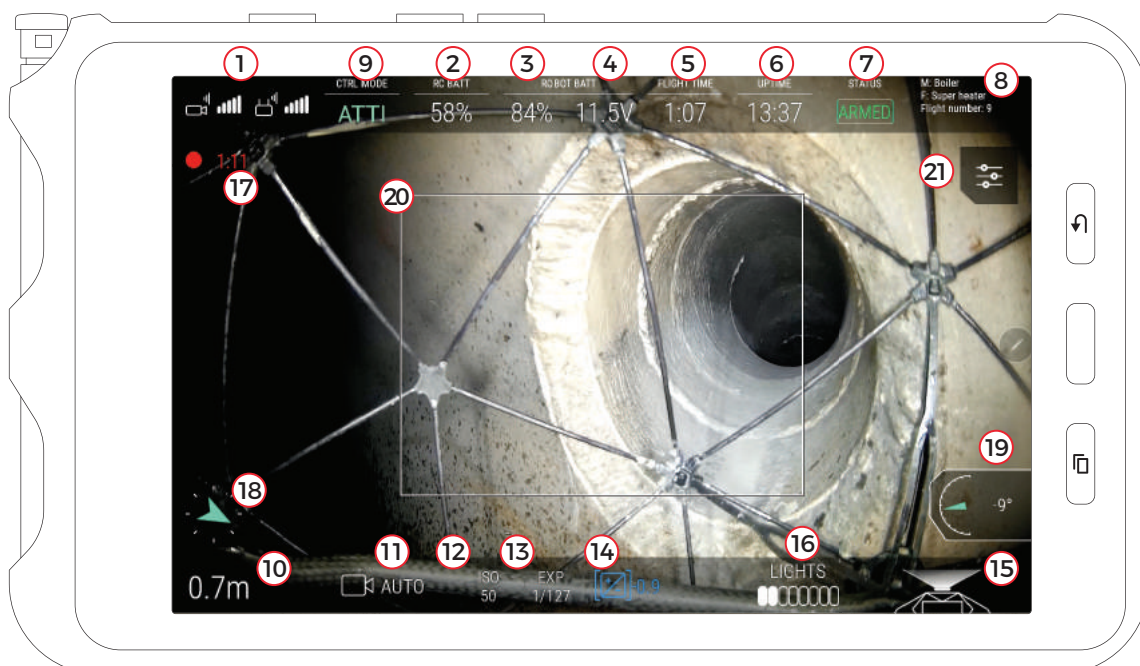 1 9 2 3 4 5 6 7 8
CTRL MODE RC BATT ROBOT BATT FLIGHT TIME UPTIME STATUS
ATTI 58% 84% 11.5V 1:07 13:37 ARMED
M: Boiler
F: Super heater
Flight number: 9
1:11
17
21
20
18
19
-9°
10 11 12 13 14 16 15
0.7m
AUTO
ISO
50
EXP
1/127
-0.9
LIGHTS